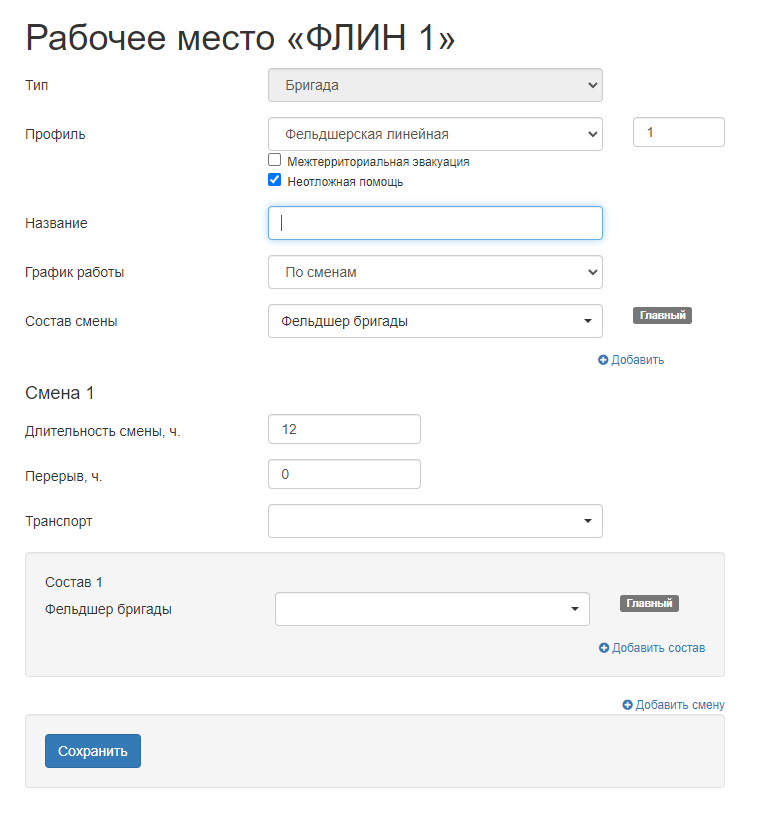 Рабочее место «ФЛИН 1»
Тип Бригада
Профиль Фельдшерская линейная 1
Межтерриториальная эвакуация
Неотложная помощь
Название
График работы По сменам
Состав смены Фельдшер бригады Главный
Добавить
Смена 1
Длительность смены, ч. 12
Перерыв, ч. 0
Транспорт
Состав 1
Фельдшер бригады Главный
Добавить состав
Добавить смену
Сохранить